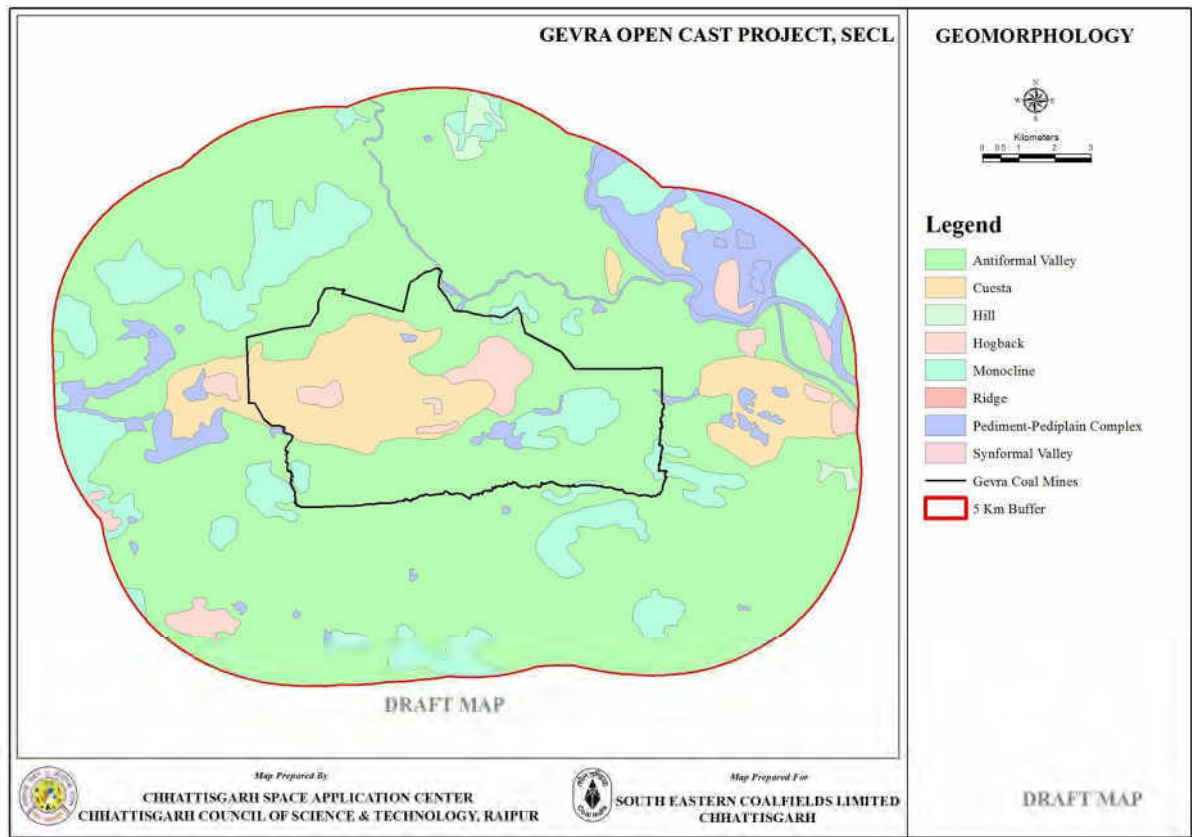 GEVRA OPEN CAST PROJECT, SECL
GEOMORPHOLOGY
N
W E
S
Kilometers
0 0.5 1 2 3
Legend
Antiformal Valley
Cuesta
Hill
Hogback
Monocline
Ridge
Pediment-Pediplain Complex
Synformal Valley
Gevra Coal Mines
5 Km Buffer
DRAFT MAP
Map Prepared By
CHHATTISGARH SPACE APPLICATION CENTER
CHHATTISGARH COUNCIL OF SCIENCE & TECHNOLOGY, RAIPUR
Map Prepared For
SOUTH EASTERN COALFIELDS LIMITED
CHHATTISGARH
DRAFT MAP